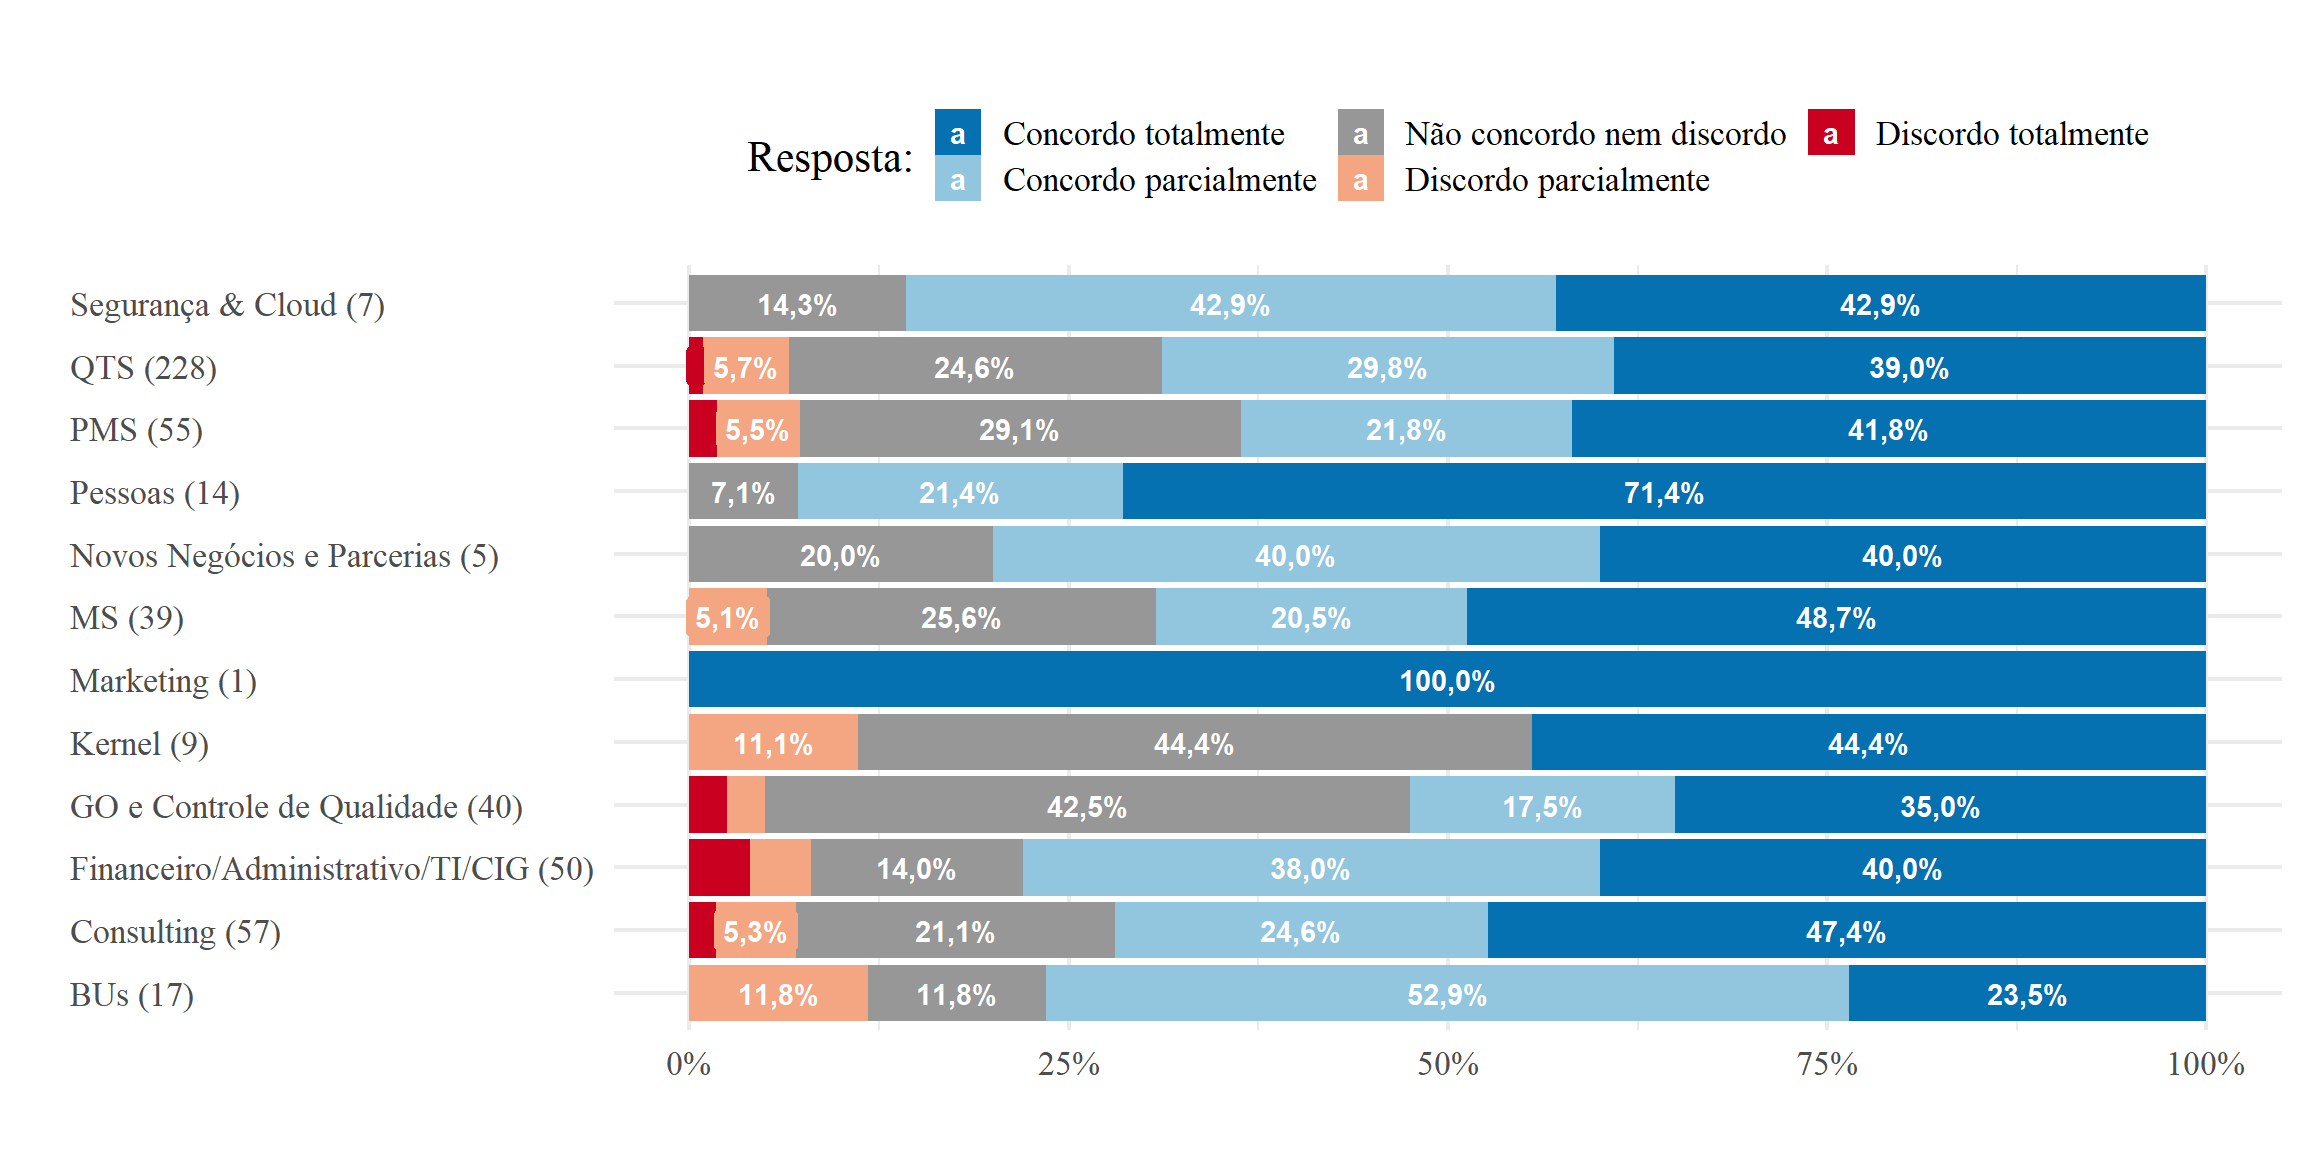 Resposta:
a Concordo totalmente
a Não concordo nem discordo
a Discordo totalmente
a Concordo parcialmente
a Discordo parcialmente
Segurança & Cloud (7) 14,3% 42,9% 42,9%
QTS (228) 5,7% 24,6% 29,8% 39,0%
PMS (55) 5,5% 29,1% 21,8% 41,8%
Pessoas (14) 7,1% 21,4% 71,4%
Novos Negócios e Parcerias (5) 20,0% 40,0% 40,0%
MS (39) 5,1% 25,6% 20,5% 48,7%
Marketing (1) 100,0%
Kernel (9) 11,1% 44,4% 44,4%
GO e Controle de Qualidade (40) 42,5% 17,5% 35,0%
Financeiro/Administrativo/TI/CIG (50) 14,0% 38,0% 40,0%
Consulting (57) 5,3% 21,1% 24,6% 47,4%
BUs (17) 11,8% 11,8% 52,9% 23,5%
0% 25% 50% 75% 100%